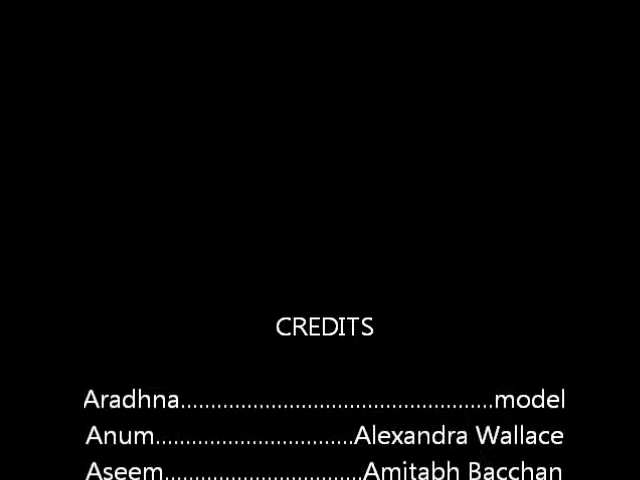 CREDITS
Aradhna....................................................model
Anum.................................Alexandra Wallace
Aseem.................................Amitabh Bacchan